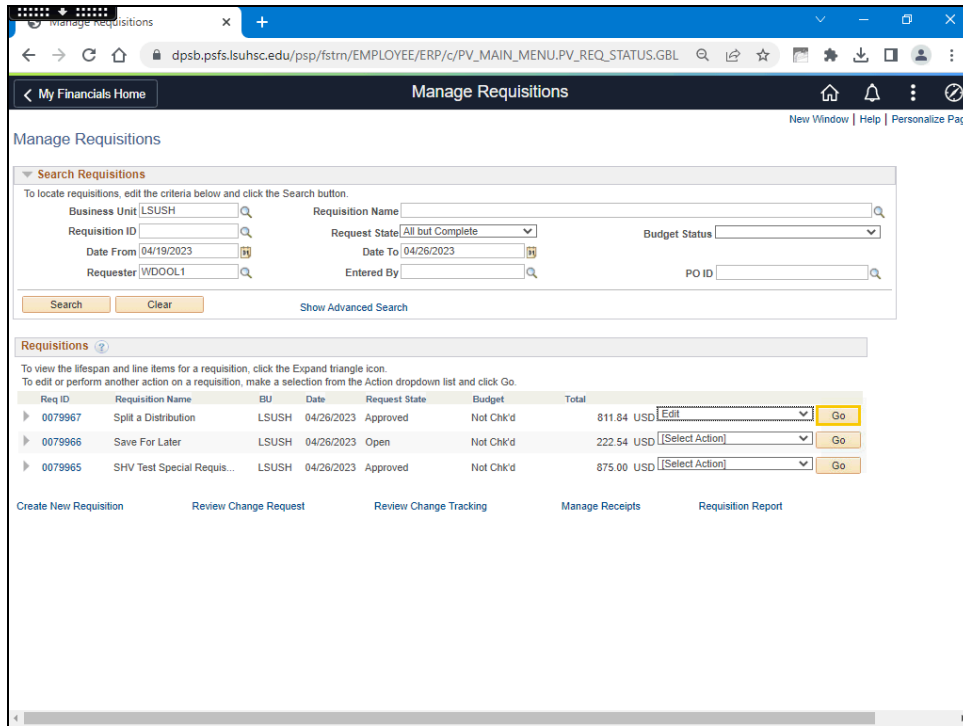 Manage Requisitions
dpsb.psfs.lsuhsc.edu/psp/fstrn/EMPLOYEE/ERP/c/PV_MAIN_MENU.PV_REQ_STATUS.GBL
My Financials Home Manage Requisitions
New Window | Help | Personalize Pag
Manage Requisitions
Search Requisitions
To locate requisitions, edit the criteria below and click the Search button.
Business Unit LSUSH Requisition Name
Requisition ID Request State All but Complete Budget Status
Date From 04/19/2023 Date To 04/26/2023
Requester WDOOL1 Entered By PO ID
Search Clear Show Advanced Search
Requisitions ?
To view the lifespan and line items for a requisition, click the Expand triangle icon.
To edit or perform another action on a requisition, make a selection from the Action dropdown list and click Go.
Req ID Requisition Name BU Date Request State Budget Total
0079967 Split a Distribution LSUSH 04/26/2023 Approved Not Chk'd 811.84 USD Edit Go
0079966 Save For Later LSUSH 04/26/2023 Open Not Chk'd 222.54 USD [Select Action] Go
0079965 SHV Test Special Requis... LSUSH 04/26/2023 Approved Not Chk'd 875.00 USD [Select Action] Go
Create New Requisition Review Change Request Review Change Tracking Manage Receipts Requisition Report